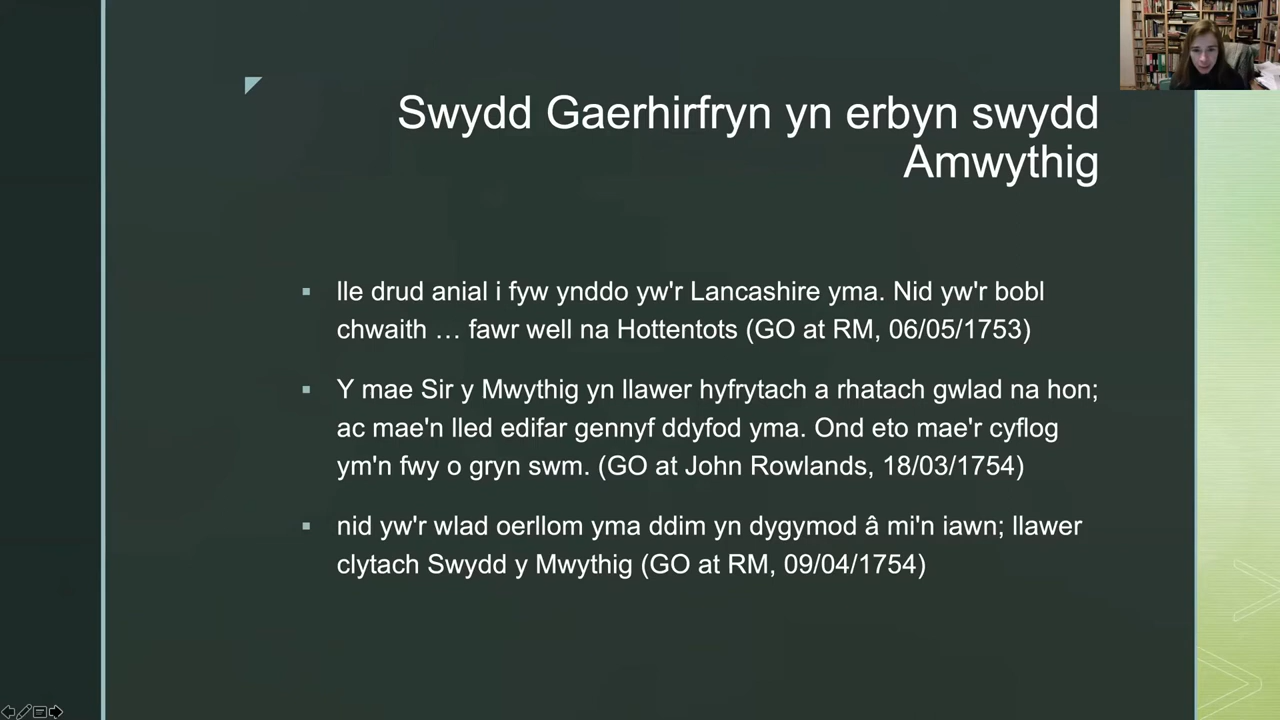 Swydd Gaerhirfryn yn erbyn swydd
Amwythig
▪ lle drud anial i fyw ynddo yw'r Lancashire yma. Nid yw'r bobl
chwaith … fawr well na Hottentots (GO at RM, 06/05/1753)
▪ Y mae Sir y Mwythig yn llawer hyfrytach a rhatach gwlad na hon;
ac mae'n lled edifar gennyf ddyfod yma. Ond eto mae'r cyflog
ym'n fwy o gryn swm. (GO at John Rowlands, 18/03/1754)
▪ nid yw'r wlad oerllom yma ddim yn dygymod â mi'n iawn; llawer
clytach Swydd y Mwythig (GO at RM, 09/04/1754)